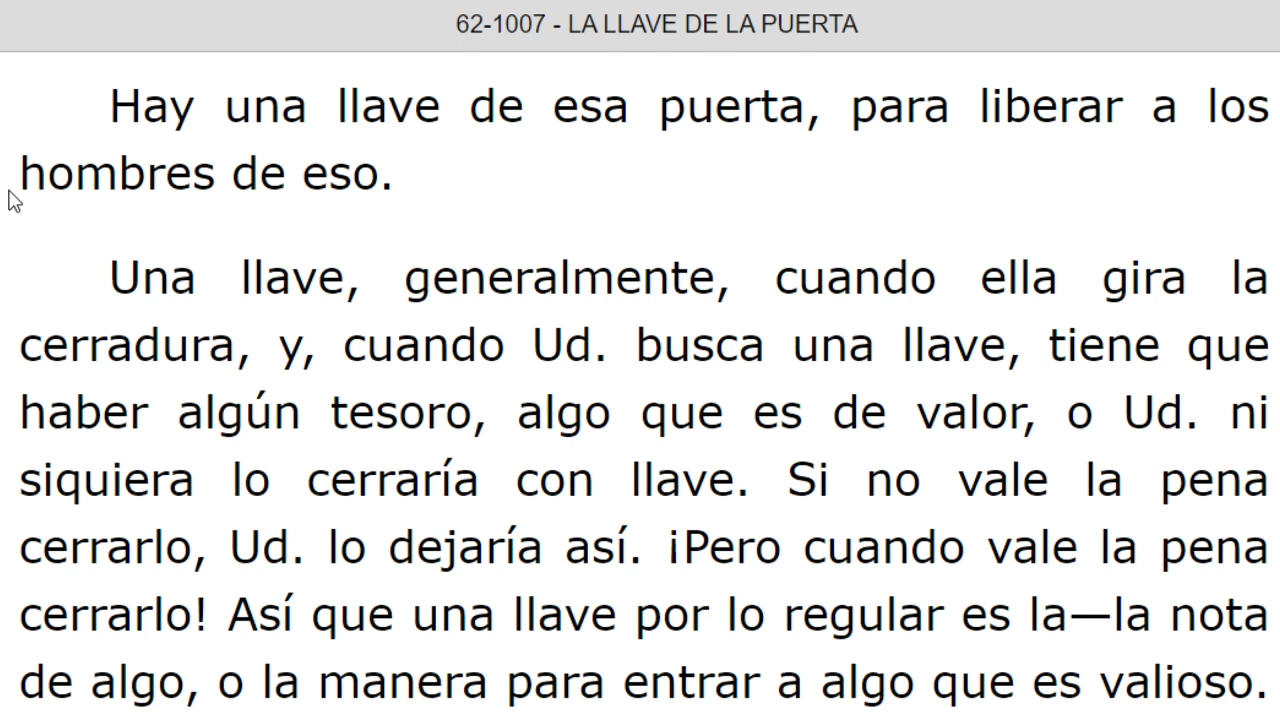 62-1007 - LA LLAVE DE LA PUERTA
Hay una llave de esa puerta, para liberar a los
hombres de eso.
Una llave, generalmente, cuando ella gira la
cerradura, y, cuando Ud. busca una llave, tiene que
haber algún tesoro, algo que es de valor, o Ud. ni
siquiera lo cerraría con llave. Si no vale la pena
cerrarlo, Ud. lo dejaría así. ¡Pero cuando vale la pena
cerrarlo! Así que una llave por lo regular es la—la nota
de algo, o la manera para entrar a algo que es valioso.